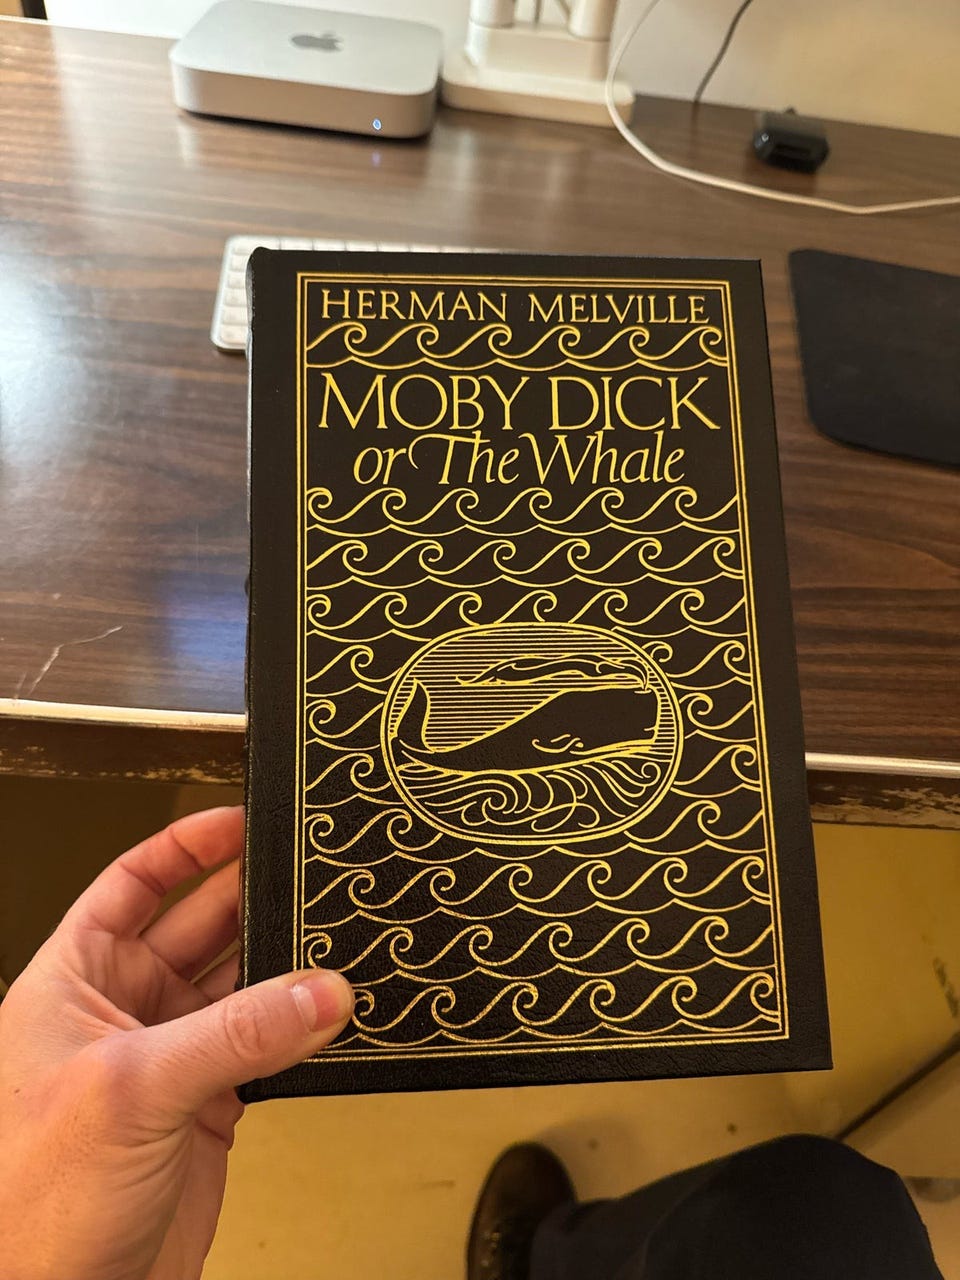 HERMAN MELVILLE
MOBY DICK
or The Whale